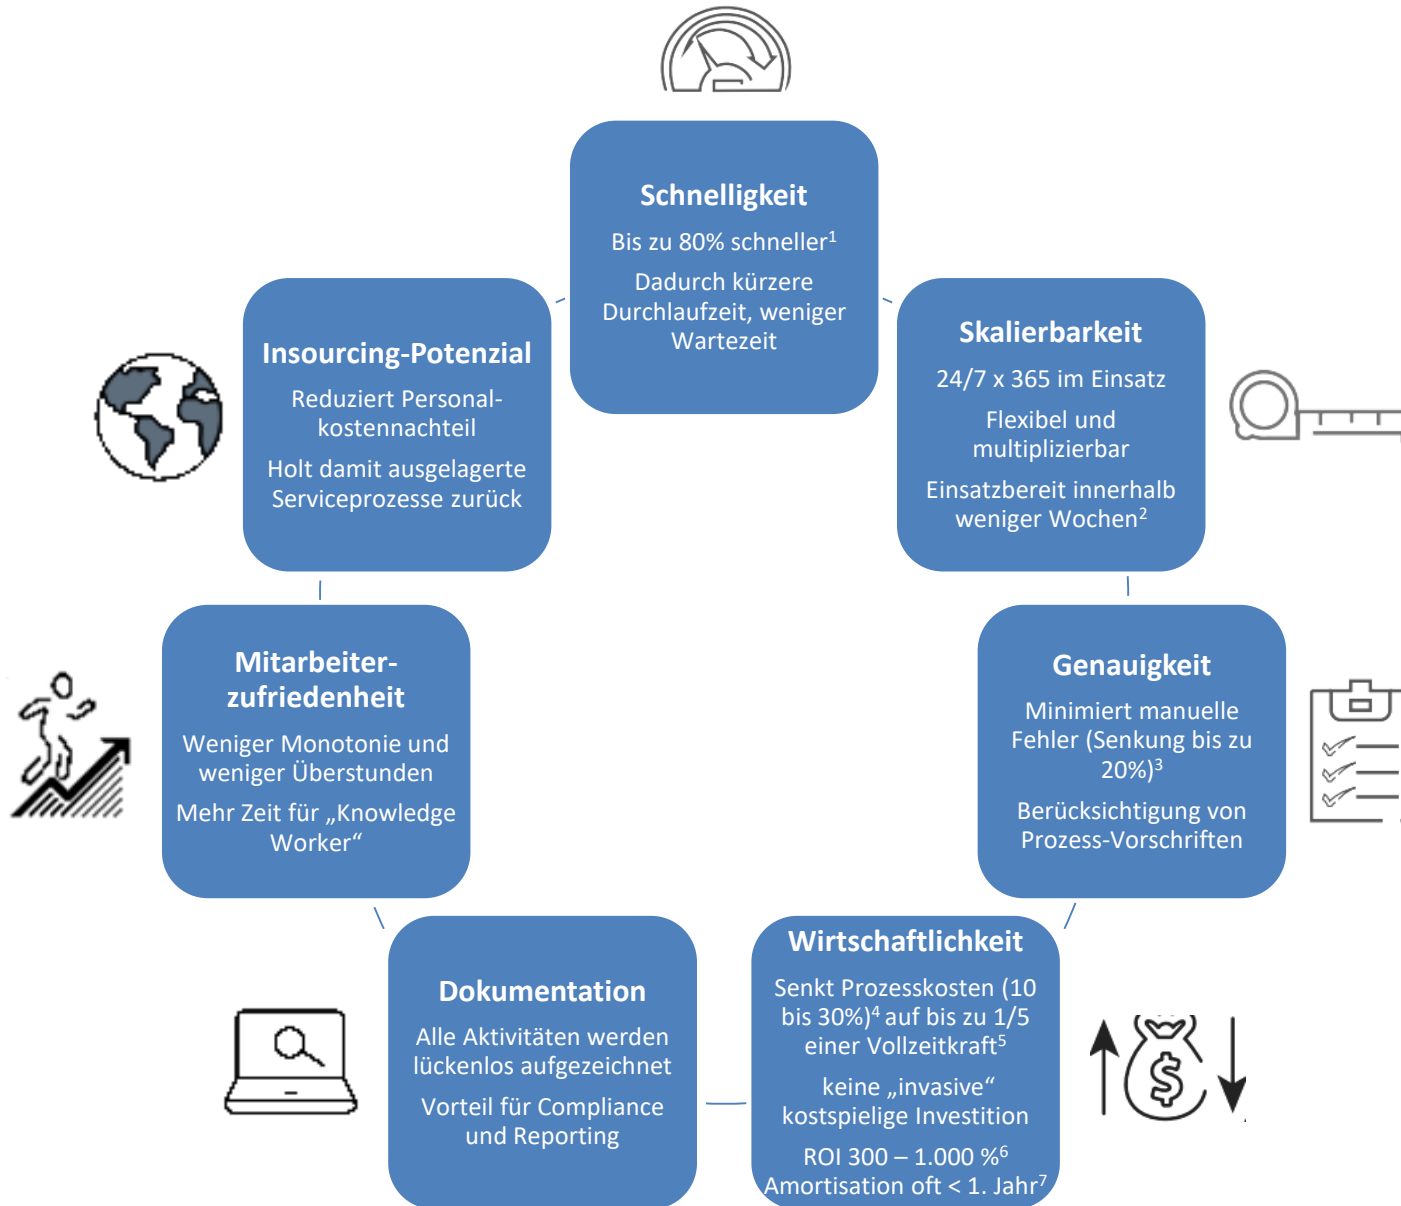 Schnelligkeit
Bis zu 80% schneller¹
Dadurch kürzere
Durchlaufzeit, weniger
Wartezeit
Skalierbarkeit
24/7 x 365 im Einsatz
Flexibel und
multiplizierbar
Einsatzbereit innerhalb
weniger Wochen²
Genauigkeit
Minimiert manuelle
Fehler (Senkung bis zu
20%)³
Berücksichtigung von
Prozess-Vorschriften
Wirtschaftlichkeit
Senkt Prozesskosten (10
bis 30%)⁴ auf bis zu 1/5
einer Vollzeitkraft⁵
keine „invasive“
kostspielige Investition
ROI 300 – 1.000 %⁶
Amortisation oft < 1. Jahr⁷
Dokumentation
Alle Aktivitäten werden
lückenlos aufgezeichnet
Vorteil für Compliance
und Reporting
Mitarbeiter-
zufriedenheit
Weniger Monotonie und
weniger Überstunden
Mehr Zeit für „Knowledge
Worker“
Insourcing-Potenzial
Reduziert Personal-
kostennachteil
Holt damit ausgelagerte
Serviceprozesse zurück
$